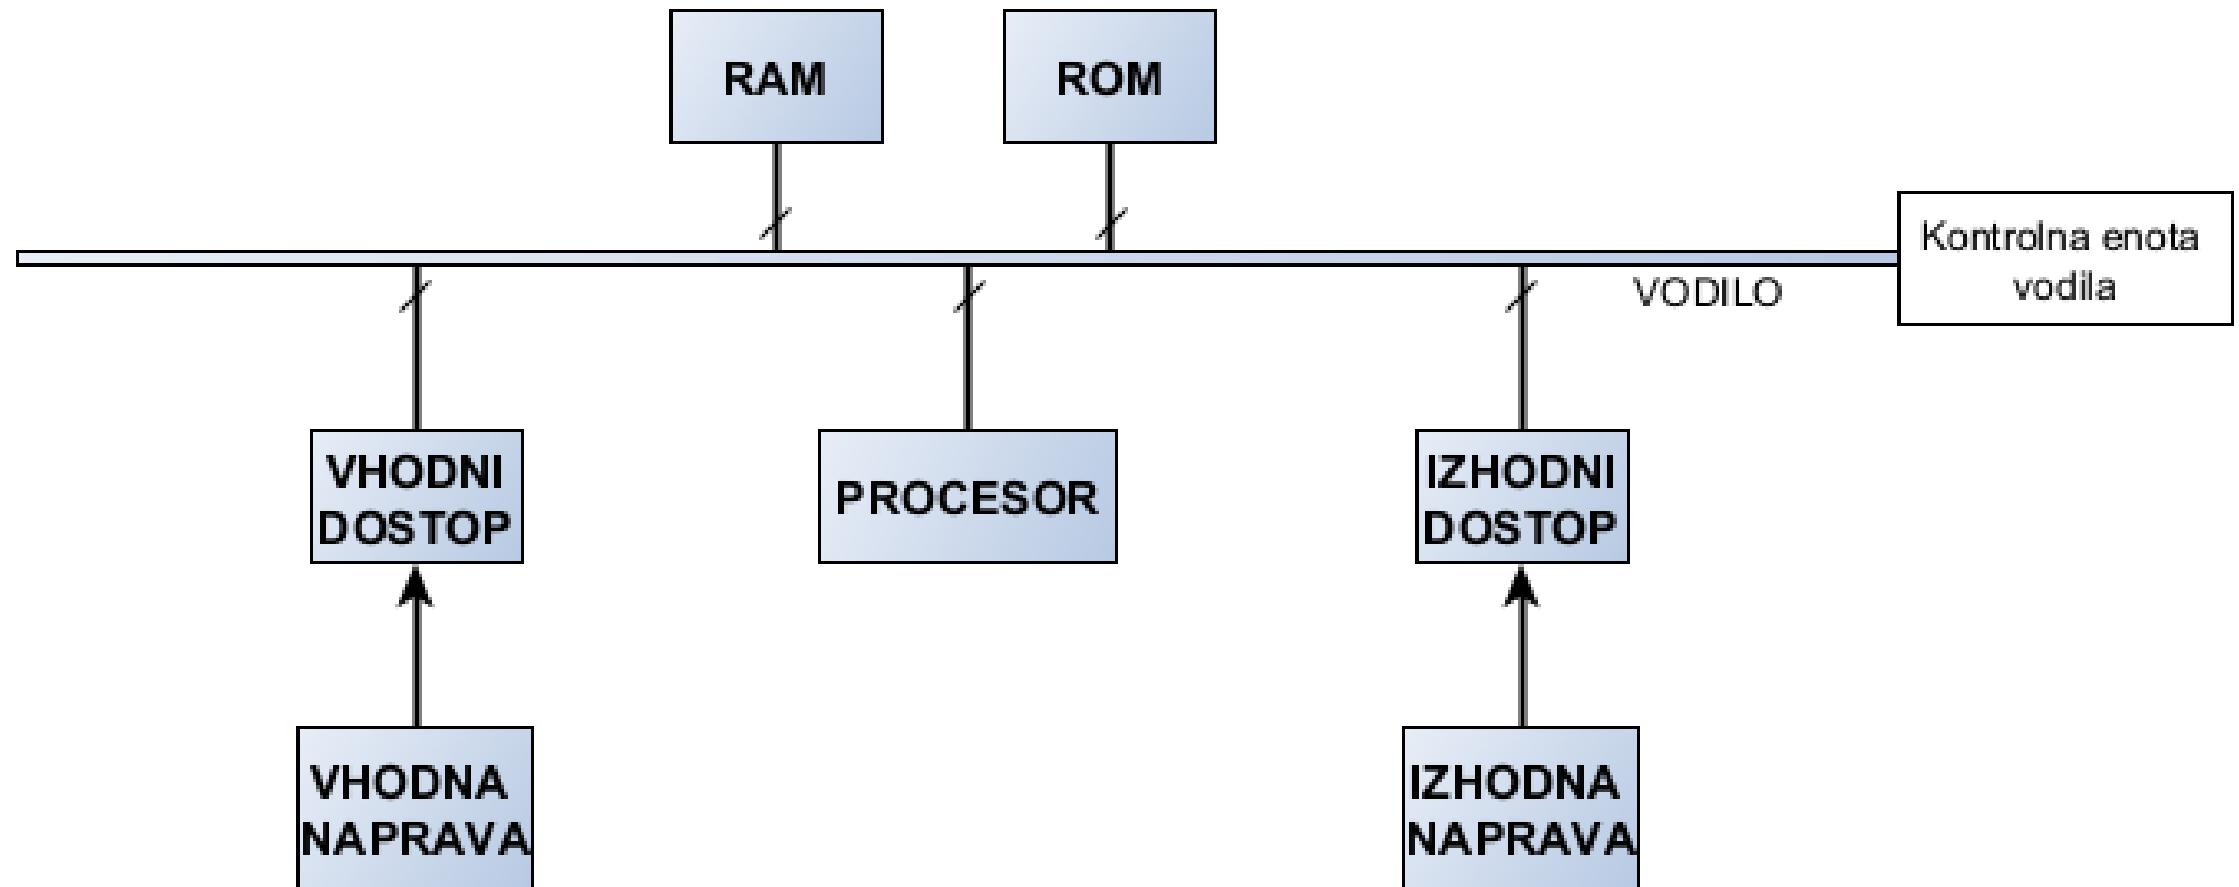 RAM
ROM
Kontrolna enota
vodila
VODILO
VHODNI
DOSTOP
PROCESOR
IZHODNI
DOSTOP
VHODNA
NAPRAVA
IZHODNA
NAPRAVA